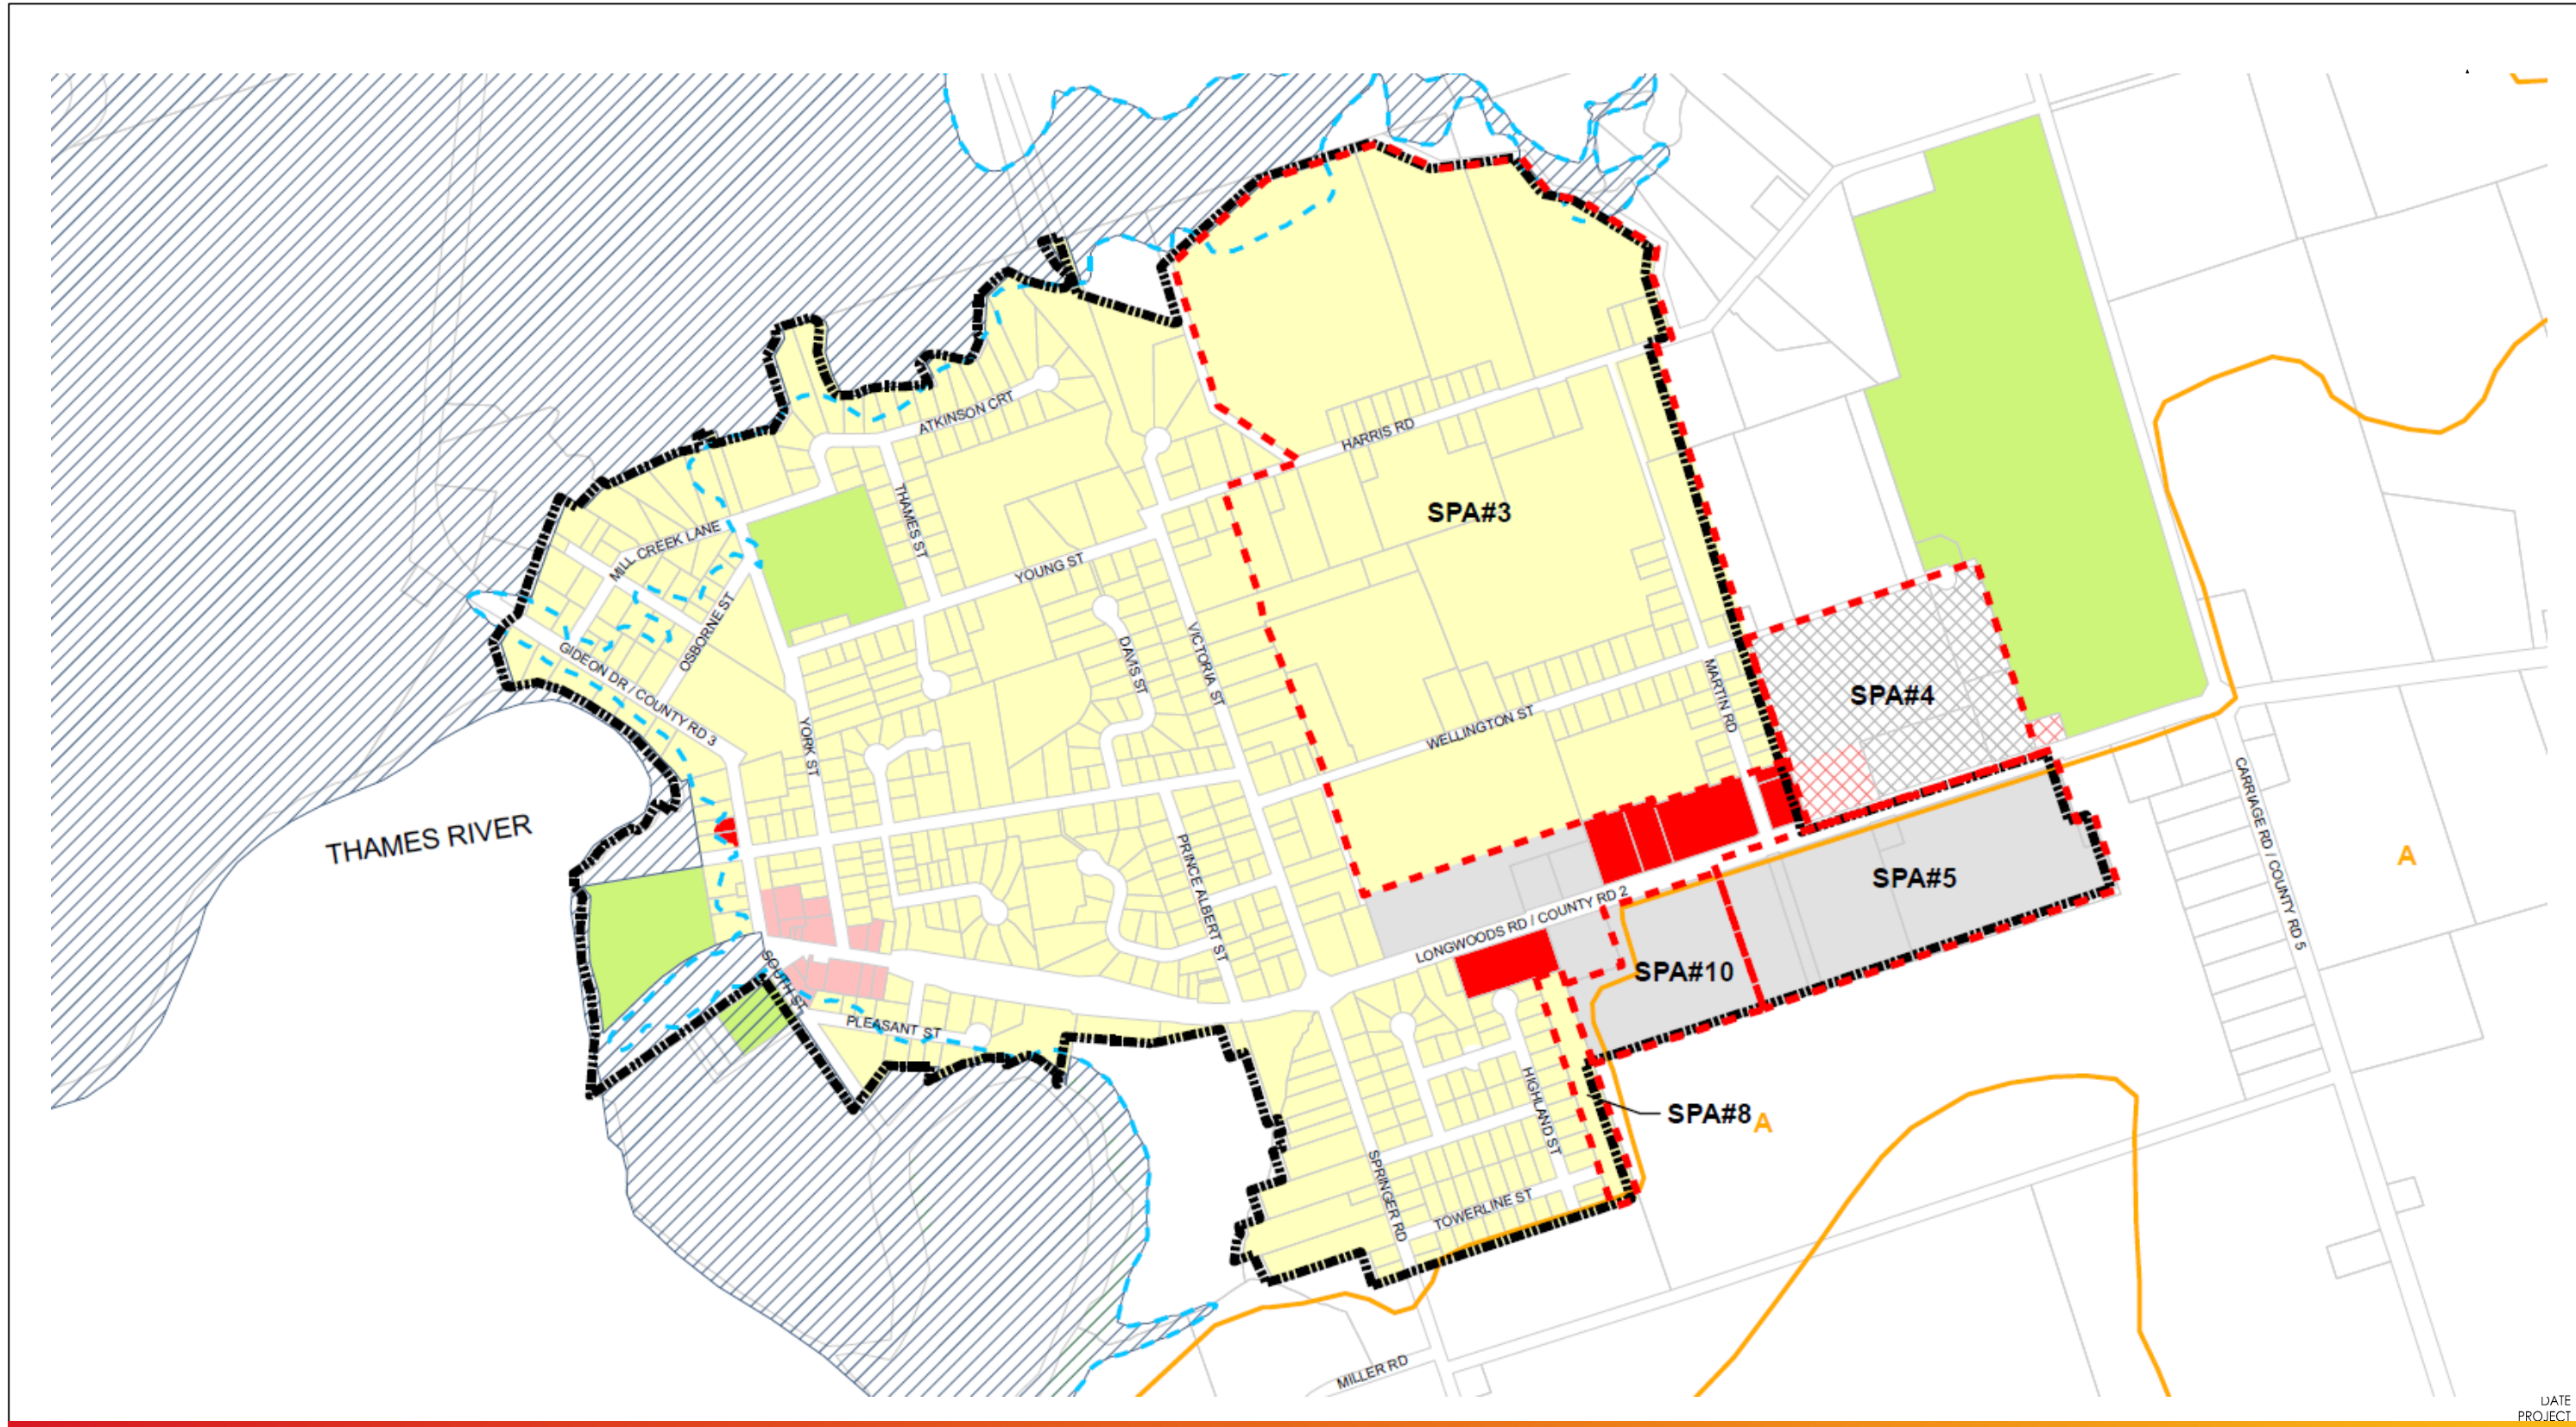 ATKINSON CRT
HARRIS RD
THAMES ST
SPA#3
MILL CREEK LANE
YOUNG ST
OSBORNE ST
GIDEON DR / COUNTY RD 3
DAVIS ST
VICTORIA ST
MARTIN RD
SPA#4
YORK ST
WELLINGTON ST
THAMES RIVER
CARRIAGE RD / COUNTY RD 5
A
PRINCE ALBERT ST
SPA#5
LONGWOODS RD / COUNTY RD 2
SPA#10
SOUTH ST
PLEASANT ST
HIGHLAND ST
SPA#8
A
SPRINGER RD
TOWERLINE ST
MILLER RD
DATE
PROJECT